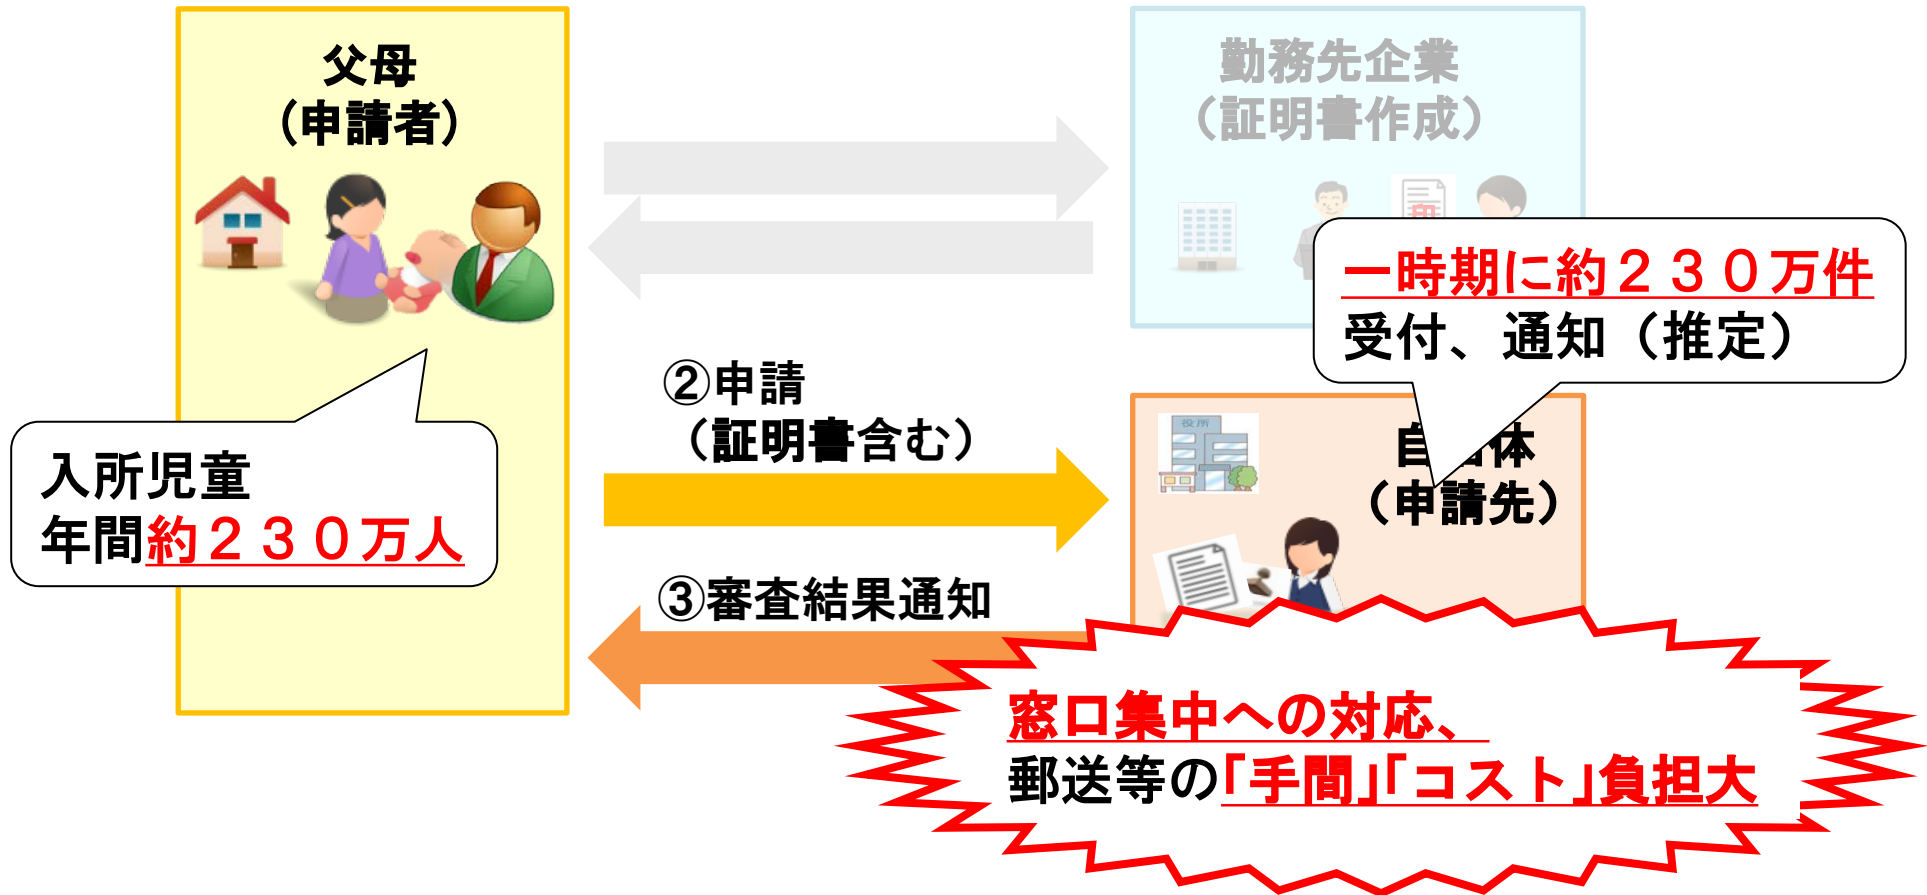 父母
（申請者）
勤務先企業
（証明書作成）
印
一時期に約２３０万件
受付、通知（推定）
②申請
（証明書含む）
役所
（申請先）
入所児童
年間約２３０万人
③審査結果通知
窓口集中への対応、
郵送等の｢手間｣｢コスト｣負担大